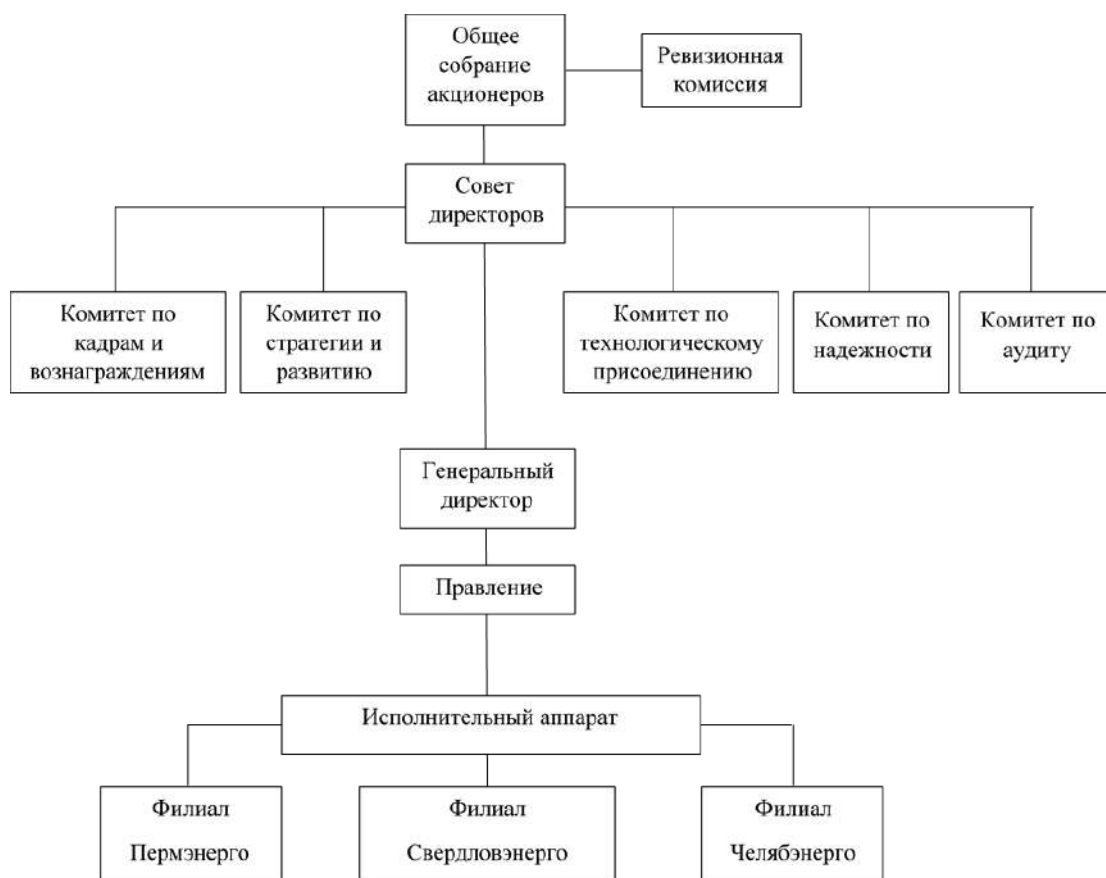 Общее
собрание
акционеров
Ревизионная
комиссия
Совет
директоров
Комитет по
кадрам и
вознаграждениям
Комитет по
стратегии и
развитию
Комитет по
технологическому
присоединению
Комитет по
надежности
Комитет по
аудиту
Генеральный
директор
Правление
Исполнительный аппарат
Филиал
Пермэнерго
Филиал
Свердловэнерго
Филиал
Челябэнерго